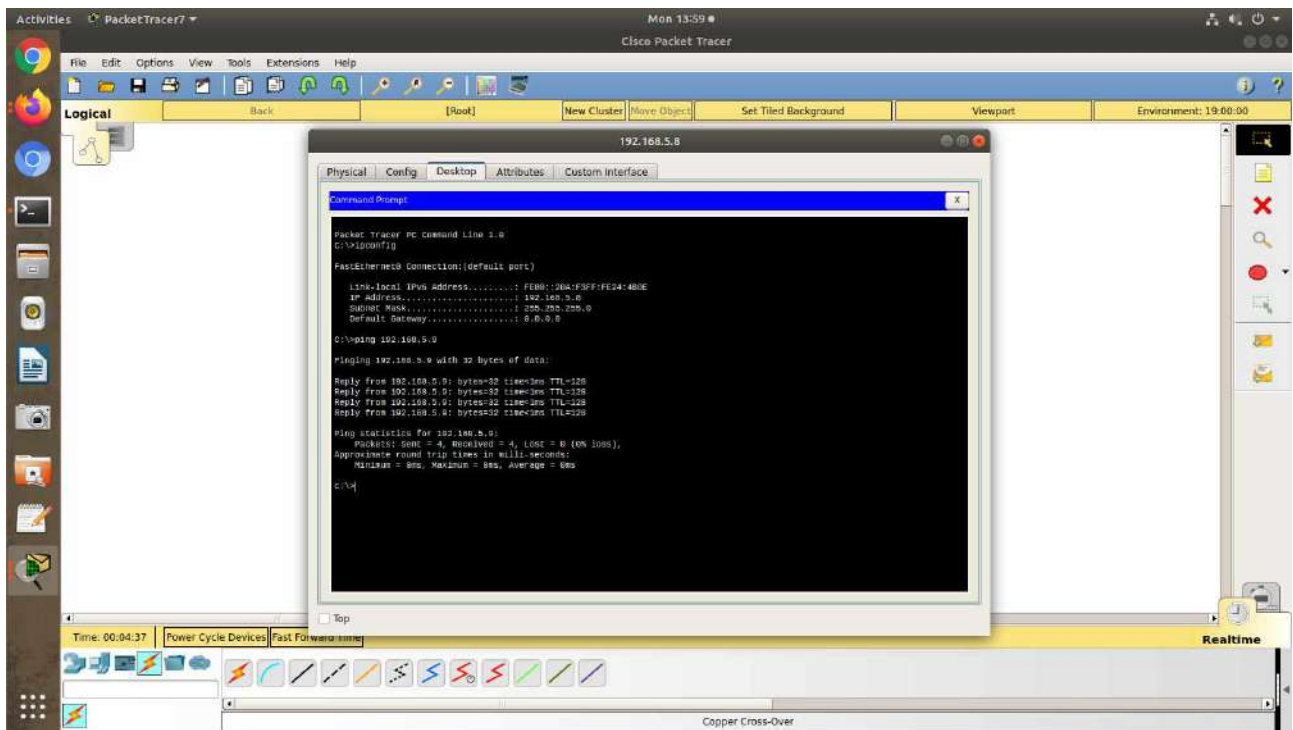 Activities PacketTracer7 Mon 13:59
Cisco Packet Tracer
File Edit Options View Tools Extensions Help
Logical Back [Root] New Cluster Move Object Set Tiled Background Viewport Environment: 19:00:00
192.168.5.8
Physical Config Desktop Attributes Custom Interface
Command Prompt X
Packet Tracer PC Command Line 1.0
C:\>ipconfig
FastEthernet0 Connection:(default port)
Link-local IPv6 Address.........: FE80::20A:F3FF:FE24:4B0E
IP Address......................: 192.168.5.8
Subnet Mask.....................: 255.255.255.0
Default Gateway.................: 0.0.0.0
C:\>ping 192.168.5.9
Pinging 192.168.5.9 with 32 bytes of data:
Reply from 192.168.5.9: bytes=32 time<1ms TTL=128
Reply from 192.168.5.9: bytes=32 time<1ms TTL=128
Reply from 192.168.5.9: bytes=32 time<1ms TTL=128
Reply from 192.168.5.9: bytes=32 time<1ms TTL=128
Ping statistics for 192.168.5.9:
Packets: Sent = 4, Received = 4, Lost = 0 (0% loss),
Approximate round trip times in milli-seconds:
Minimum = 0ms, Maximum = 0ms, Average = 0ms
C:\>
Top
Time: 00:04:37 Power Cycle Devices Fast Forward Time
Realtime
Copper Cross-Over